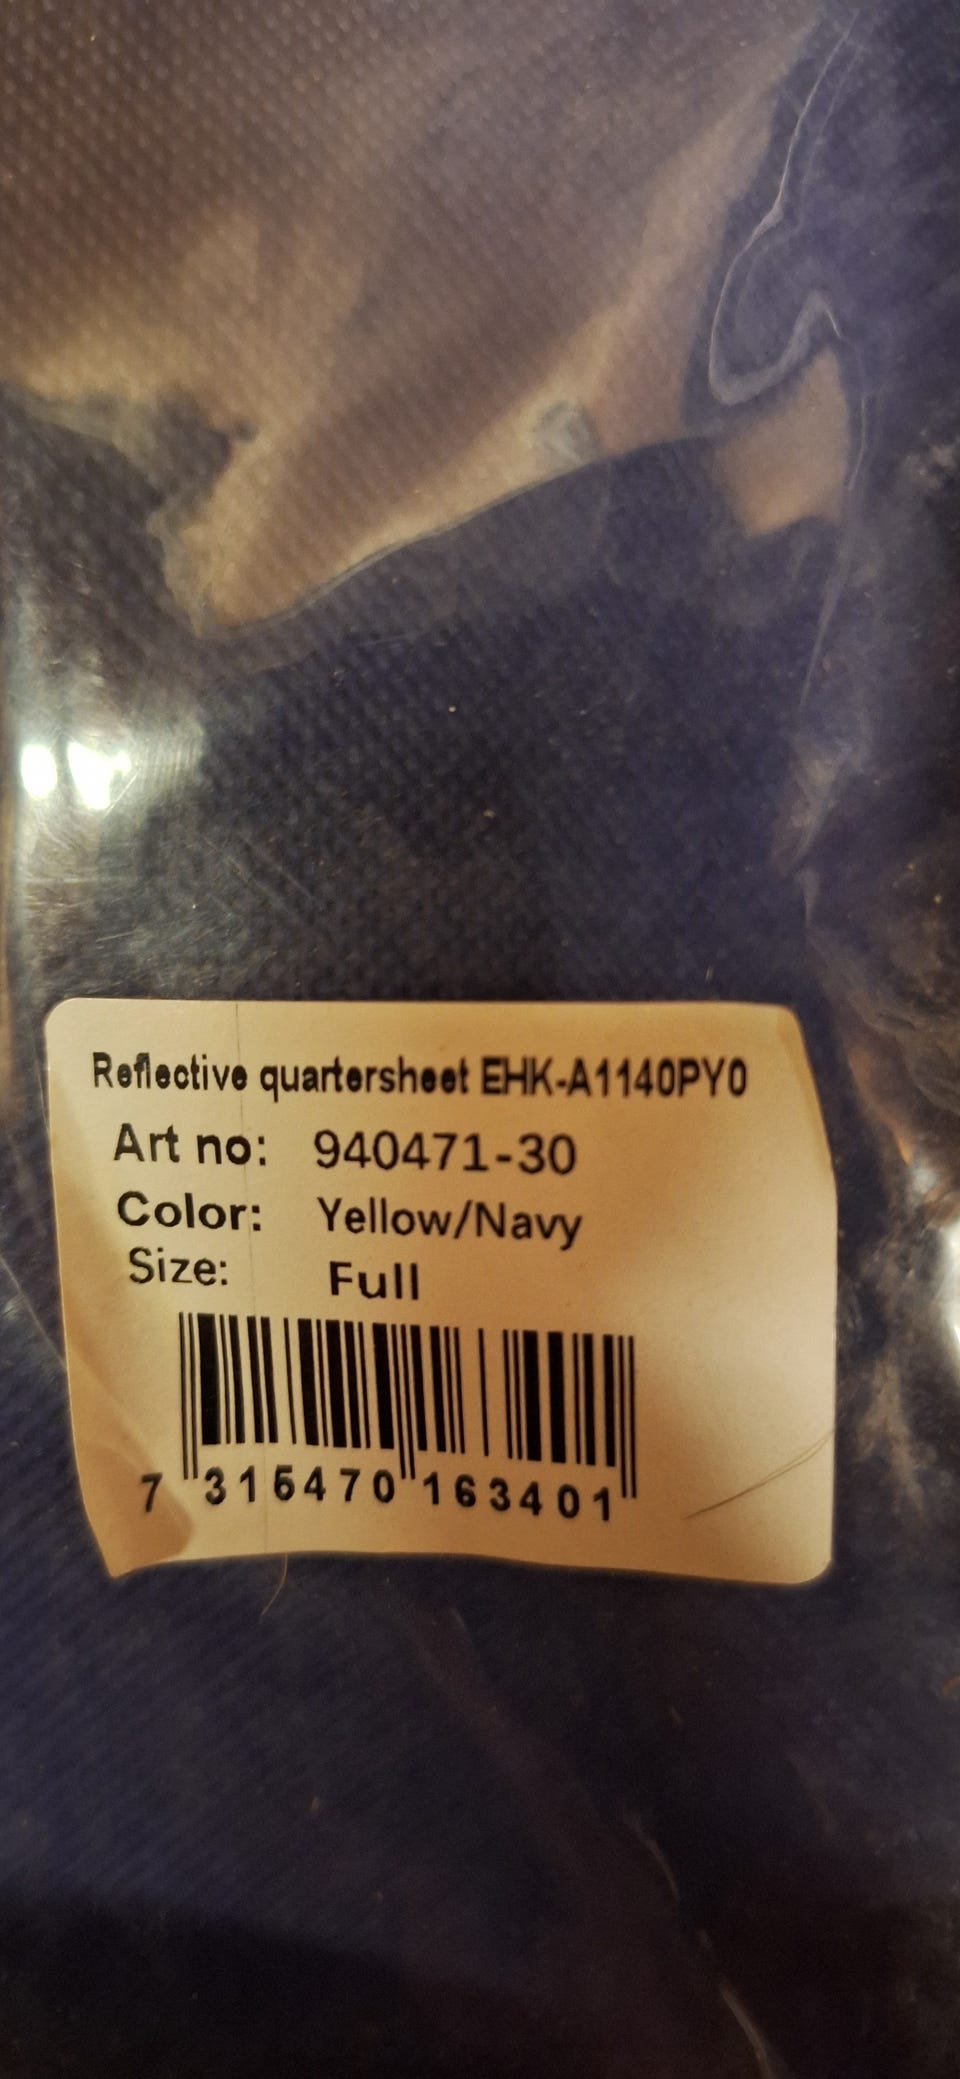 Reflective quartersheet EHK-A1140PY0
Art no: 940471-30
Color: Yellow/Navy
Size: Full
7 315470 163401